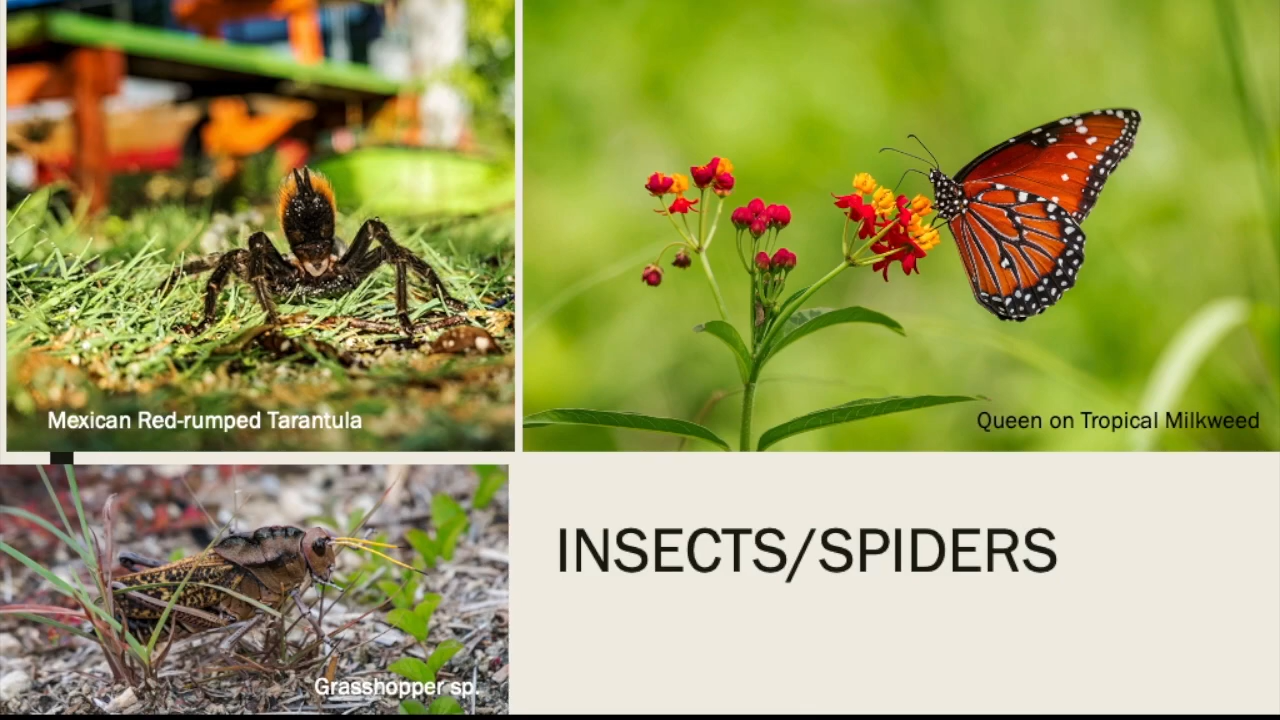 Mexican Red-rumped Tarantula
Queen on Tropical Milkweed
Grasshopper sp.
INSECTS/SPIDERS